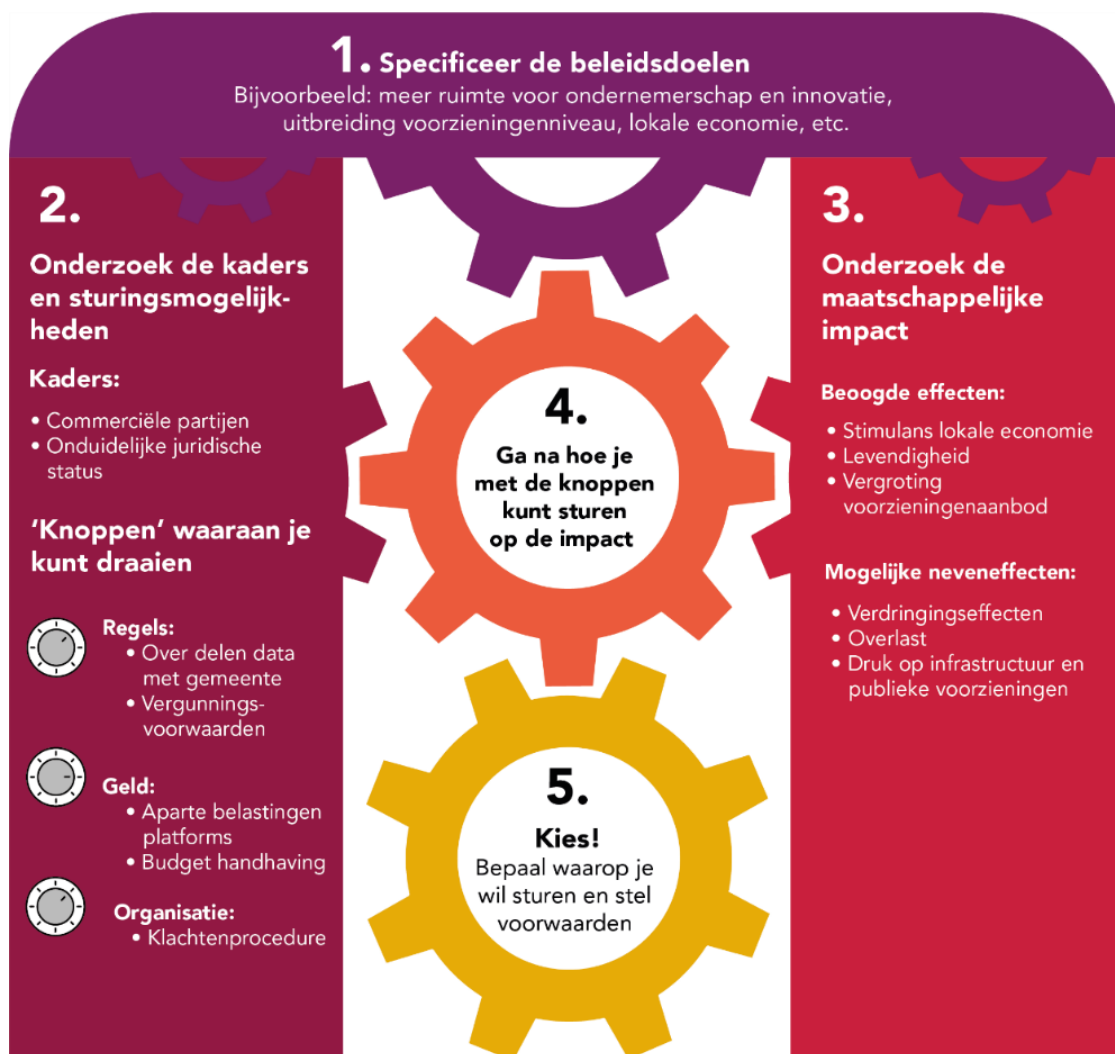 1. Specificeer de beleidsdoelen
Bijvoorbeeld: meer ruimte voor ondernemerschap en innovatie,
uitbreiding voorzieningenniveau, lokale economie, etc.
2.
Onderzoek de kaders
en sturingsmogelijk-
heden
Kaders:
• Commerciële partijen
• Onduidelijke juridische
status
‘Knoppen’ waaraan je
kunt draaien
Regels:
• Over delen data
met gemeente
• Vergunnings-
voorwaarden
Geld:
• Aparte belastingen
platforms
• Budget handhaving
Organisatie:
• Klachtenprocedure
3.
Onderzoek de
maatschappelijke
impact
Beoogde effecten:
• Stimulans lokale economie
• Levendigheid
• Vergroting
voorzieningenaanbod
Mogelijke neveneffecten:
• Verdringingseffecten
• Overlast
• Druk op infrastructuur en
publieke voorzieningen
4.
Ga na hoe je
met de knoppen
kunt sturen
op de impact
5.
Kies!
Bepaal waarop je
wil sturen en stel
voorwaarden